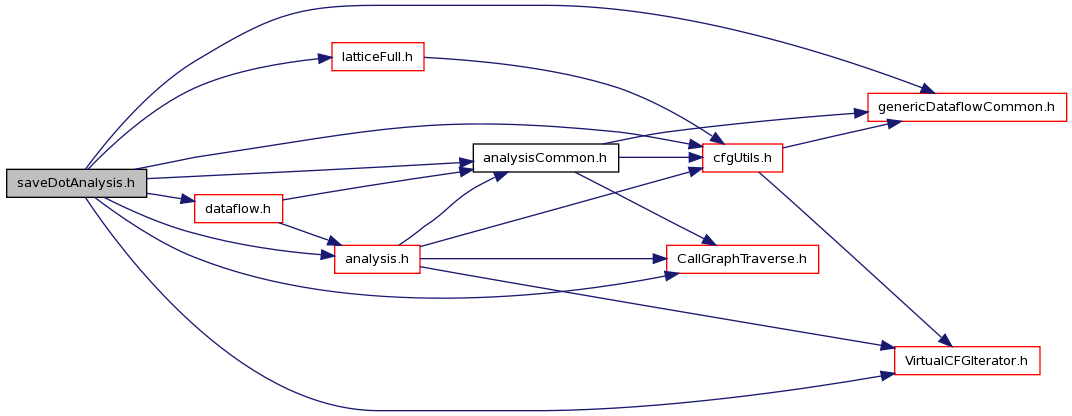 latticeFull.h
genericDataflowCommon.h
analysisCommon.h
cfgUtils.h
saveDotAnalysis.h
dataflow.h
analysis.h
CallGraphTraverse.h
VirtualCFGIterator.h